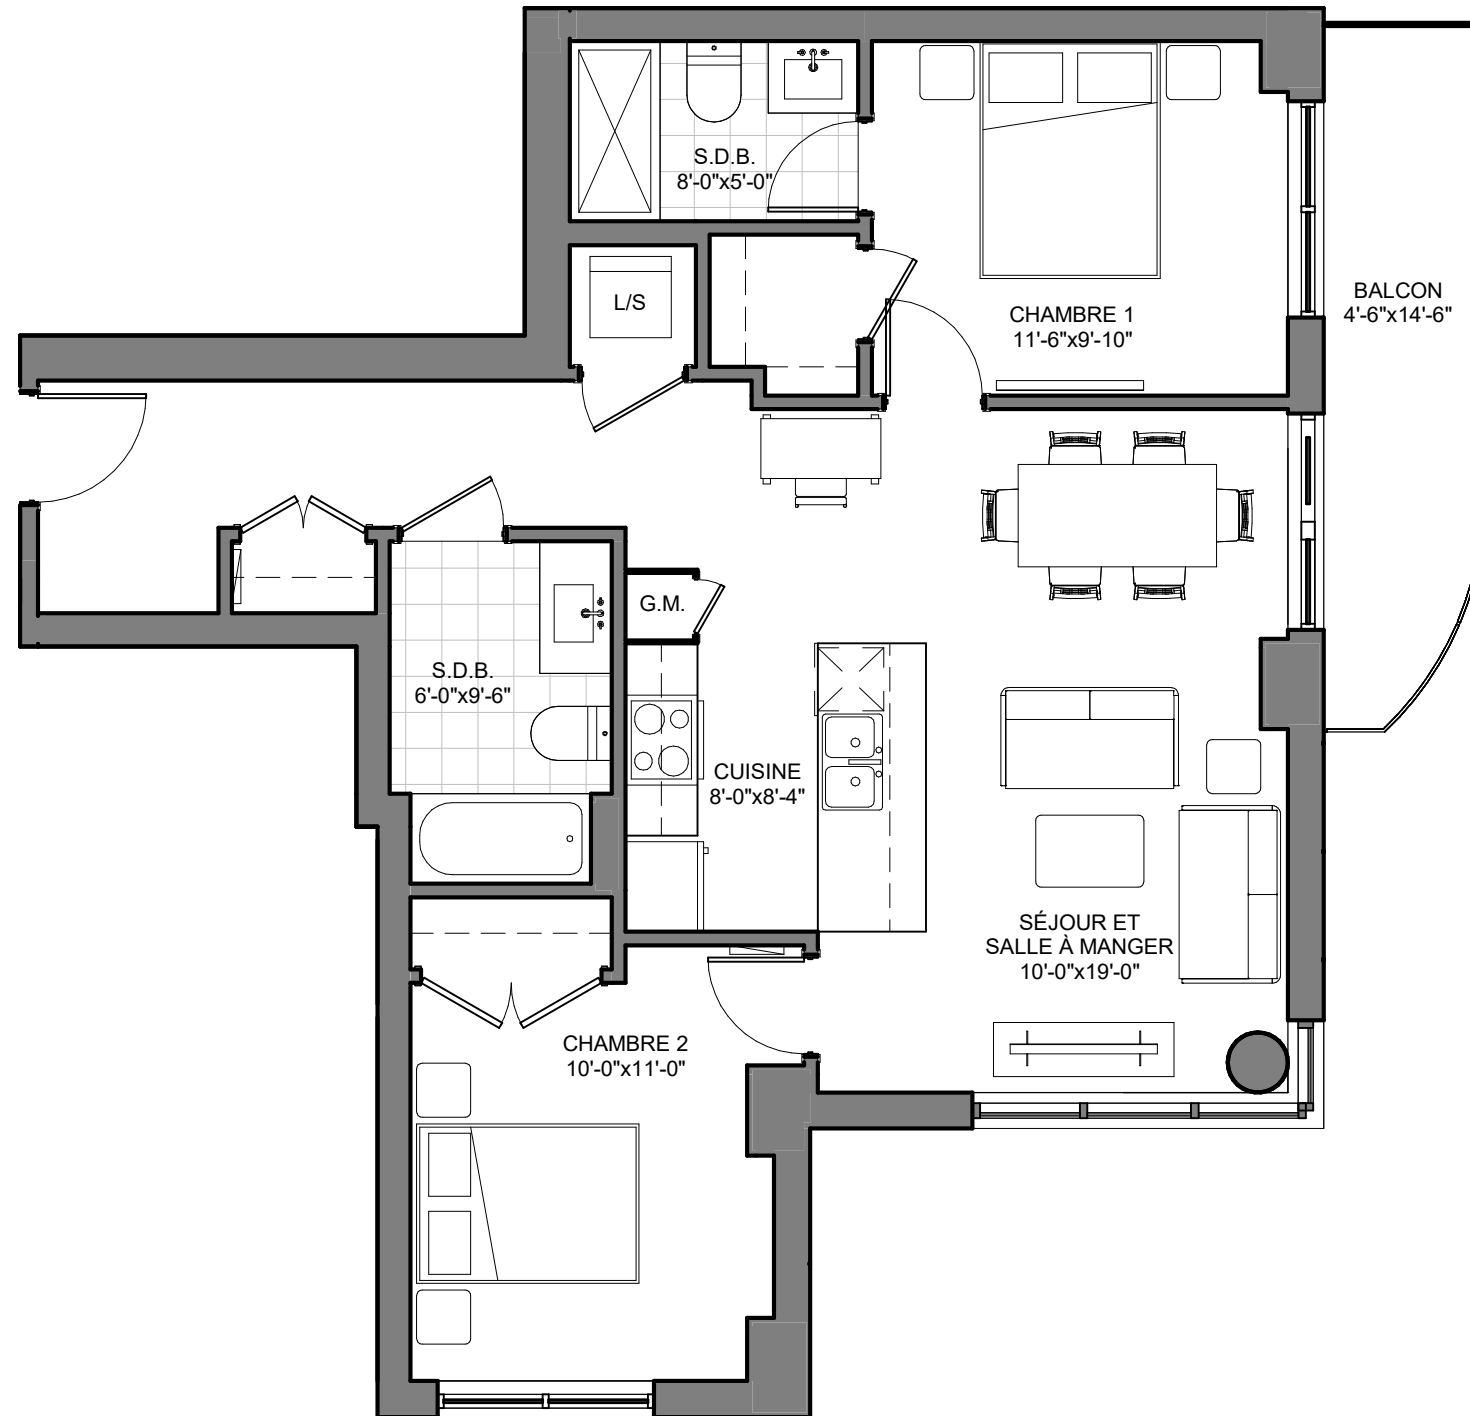 S.D.B.
8'-0"x5'-0"
L/S
CHAMBRE 1
11'-6"x9'-10"
BALCON
4'-6"x14'-6"
G.M.
S.D.B.
6'-0"x9'-6"
CUISINE
8'-0"x8'-4"
SÉJOUR ET
SALLE À MANGER
10'-0"x19'-0"
CHAMBRE 2
10'-0"x11'-0"